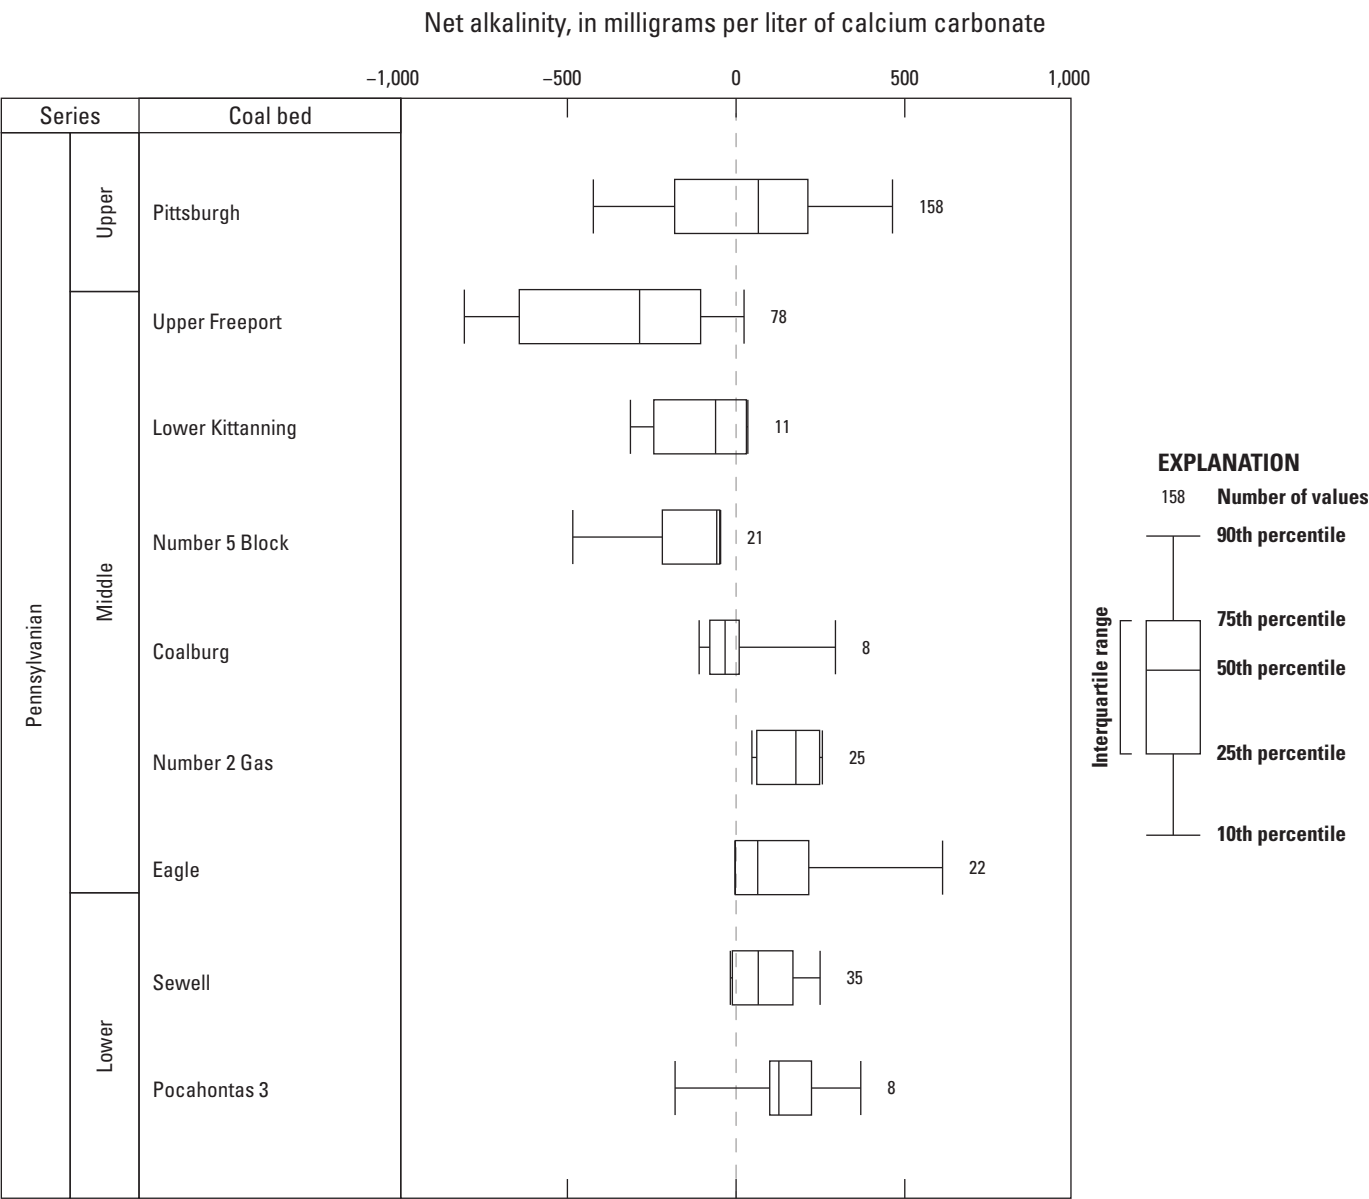 Net alkalinity, in milligrams per liter of calcium carbonate
–1,000 –500 0 500 1,000
Series Coal bed
Pennsylvanian
Upper
Pittsburgh 158
Middle
Upper Freeport 78
Lower Kittanning 11
Number 5 Block 21
Coalburg 8
Number 2 Gas 25
Eagle 22
Lower
Sewell 35
Pocahontas 3 8
EXPLANATION
158 Number of values
90th percentile
Interquartile range
75th percentile
50th percentile
25th percentile
10th percentile